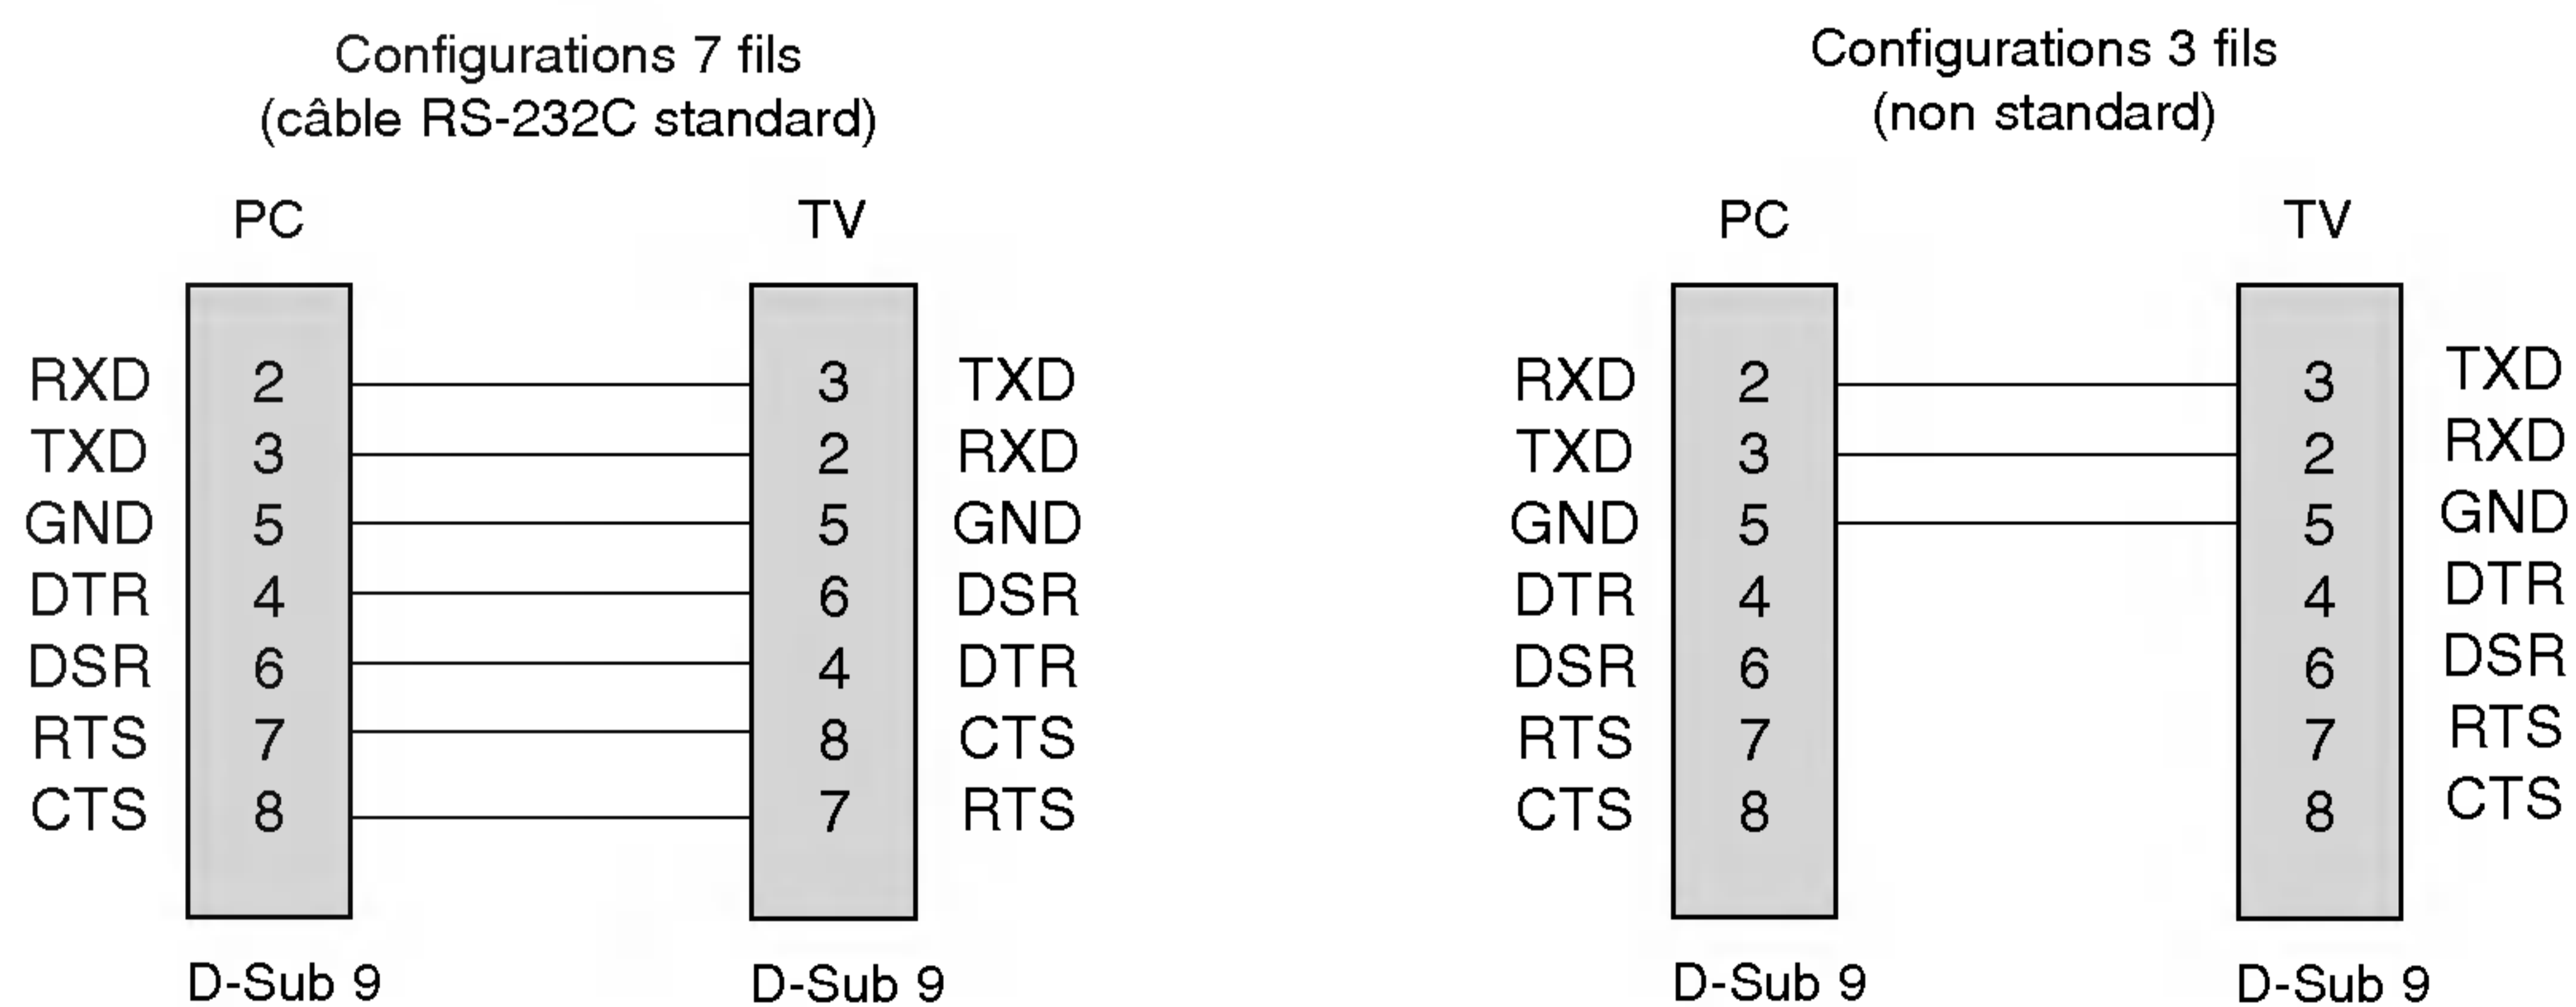 Configurations 7 fils
(câble RS-232C standard)
PC TV
RXD 2 3 TXD
TXD 3 2 RXD
GND 5 5 GND
DTR 4 6 DSR
DSR 6 4 DTR
RTS 7 8 CTS
CTS 8 7 RTS
D-Sub 9 D-Sub 9
Configurations 3 fils
(non standard)
PC TV
RXD 2 3 TXD
TXD 3 2 RXD
GND 5 5 GND
DTR 4 4 DTR
DSR 6 6 DSR
RTS 7 7 RTS
CTS 8 8 CTS
D-Sub 9 D-Sub 9